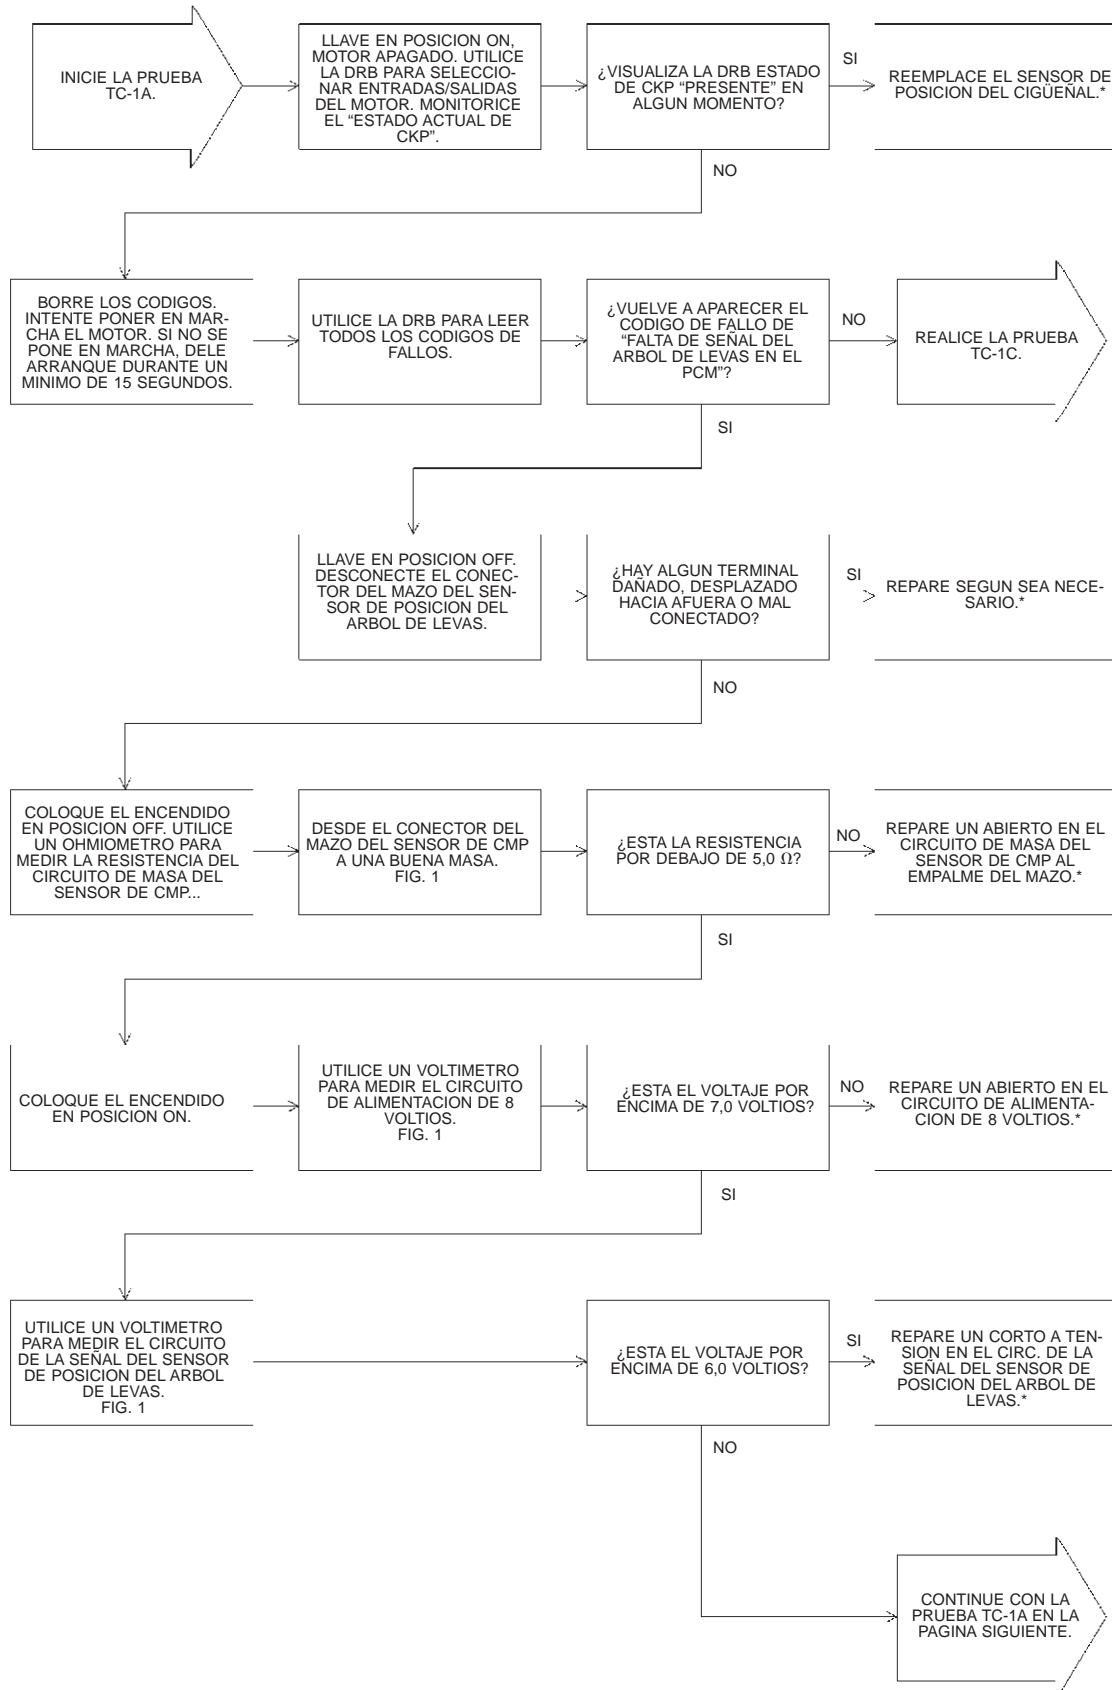 INICIE LA PRUEBA
TC-1A.
LLAVE EN POSICION ON,
MOTOR APAGADO. UTILICE
LA DRB PARA SELECCIO-
NAR ENTRADAS/SALIDAS
DEL MOTOR. MONITORICE
EL “ESTADO ACTUAL DE
CKP”.
¿VISUALIZA LA DRB ESTADO
DE CKP “PRESENTE” EN
ALGUN MOMENTO?
SI
REEMPLACE EL SENSOR DE
POSICION DEL CIGÜEÑAL.*
NO
BORRE LOS CODIGOS.
INTENTE PONER EN MAR-
CHA EL MOTOR. SI NO SE
PONE EN MARCHA, DELE
ARRANQUE DURANTE UN
MINIMO DE 15 SEGUNDOS.
UTILICE LA DRB PARA LEER
TODOS LOS CODIGOS DE
FALLOS.
¿VUELVE A APARECER EL
CODIGO DE FALLO DE
“FALTA DE SEÑAL DEL
ARBOL DE LEVAS EN EL
PCM”?
NO
REALICE LA PRUEBA
TC-1C.
SI
LLAVE EN POSICION OFF.
DESCONECTE EL CONEC-
TOR DEL MAZO DEL SEN-
SOR DE POSICION DEL
ARBOL DE LEVAS.
¿HAY ALGUN TERMINAL
DAÑADO, DESPLAZADO
HACIA AFUERA O MAL
CONECTADO?
SI
REPARE SEGUN SEA NECE-
SARIO.*
NO
COLOQUE EL ENCENDIDO
EN POSICION OFF. UTILICE
UN OHMIOMETRO PARA
MEDIR LA RESISTENCIA DEL
CIRCUITO DE MASA DEL
SENSOR DE CMP...
DESDE EL CONECTOR DEL
MAZO DEL SENSOR DE CMP
A UNA BUENA MASA.
FIG. 1
¿ESTA LA RESISTENCIA
POR DEBAJO DE 5,0 Ω?
NO
REPARE UN ABIERTO EN EL
CIRCUITO DE MASA DEL
SENSOR DE CMP AL
EMPALME DEL MAZO.*
SI
COLOQUE EL ENCENDIDO
EN POSICION ON.
UTILICE UN VOLTIMETRO
PARA MEDIR EL CIRCUITO
DE ALIMENTACION DE 8
VOLTIOS.
FIG. 1
¿ESTA EL VOLTAJE POR
ENCIMA DE 7,0 VOLTIOS?
NO
REPARE UN ABIERTO EN EL
CIRCUITO DE ALIMENTA-
CION DE 8 VOLTIOS.*
SI
UTILICE UN VOLTIMETRO
PARA MEDIR EL CIRCUITO
DE LA SEÑAL DEL SENSOR
DE POSICION DEL ARBOL
DE LEVAS.
FIG. 1
¿ESTA EL VOLTAJE POR
ENCIMA DE 6,0 VOLTIOS?
SI
REPARE UN CORTO A TEN-
SION EN EL CIRC. DE LA
SEÑAL DEL SENSOR DE
POSICION DEL ARBOL DE
LEVAS.*
NO
CONTINUE CON LA
PRUEBA TC-1A EN LA
PAGINA SIGUIENTE.